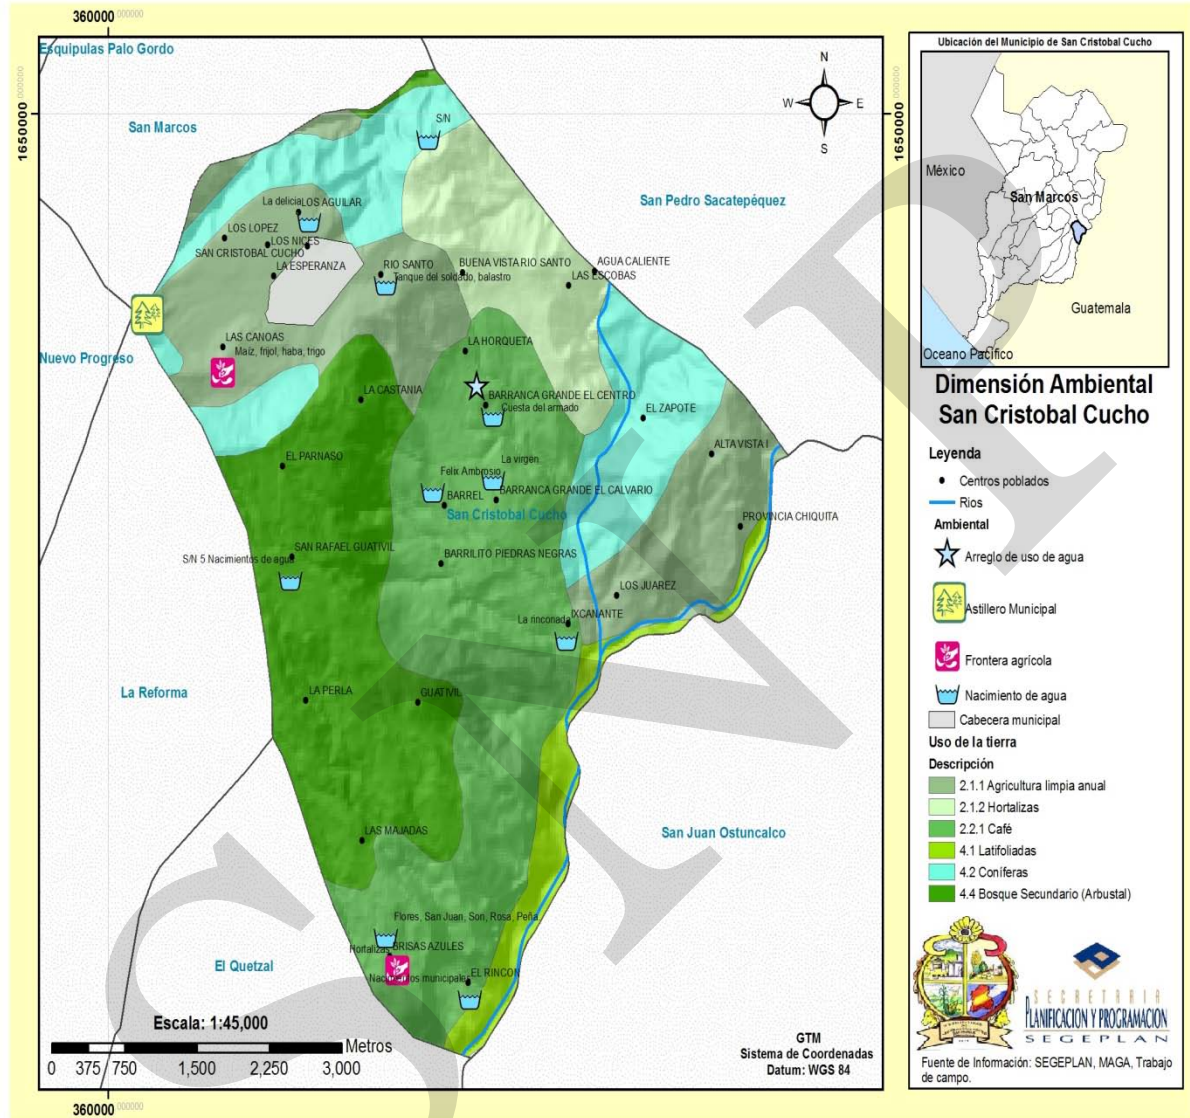 360000 000000
Esquipulas Palo Gordo
1650000 000000
1650000 000000
San Marcos
N
W
E
S
S/N
San Pedro Sacatepéquez
La delicia
LOS AGUILAR
LOS LOPEZ
LOS NICES
SAN CRISTOBAL CUCHO
LA ESPERANZA
RIO SANTO
Tanque del soldado, balastro
BUENA VISTA RIO SANTO
AGUA CALIENTE
LAS ESCOBAS
Nuevo Progreso
LAS CANOAS
Maíz, frijol, haba, trigo
LA HORQUETA
LA CASTANIA
BARRANCA GRANDE EL CENTRO
Cuesta del armado
EL ZAPOTE
ALTA VISTA I
EL PARNASO
La virgen
Felix Ambrosio
BARREL
BARRANCA GRANDE EL CALVARIO
San Cristobal Cucho
PROVINCIA CHIQUITA
SAN RAFAEL GUATIVIL
S/N 5 Nacimientos de agua
BARRILITO PIEDRAS NEGRAS
LOS JUAREZ
IXCANANTE
La rinconada
La Reforma
LA PERLA
GUATIVIL
LAS MAJADAS
San Juan Ostuncalco
Flores, San Juan, Son, Rosa, Peña,
Hortalizas
BRISAS AZULES
El Quetzal
EL RINCON
Escala: 1:45,000
Metros
0 375 750 1,500 2,250 3,000
GTM
Sistema de Coordenadas
Datum: WGS 84
360000 000000
Ubicación del Municipio de San Cristobal Cucho
México
San Marcos
Guatemala
Oceano Pacífico
Dimensión Ambiental
San Cristobal Cucho
Leyenda
Centros poblados
Rios
Ambiental
Arreglo de uso de agua
Astillero Municipal
Frontera agrícola
Nacimiento de agua
Cabecera municipal
Uso de la tierra
Descripción
2.1.1 Agricultura limpia anual
2.1.2 Hortalizas
2.2.1 Café
4.1 Latifoliadas
4.2 Coníferas
4.4 Bosque Secundario (Arbustal)
SECRETARIA
PLANIFICACION Y PROGRAMACION
SEGEPLAN
Fuente de Información: SEGEPLAN, MAGA, Trabajo
de campo.